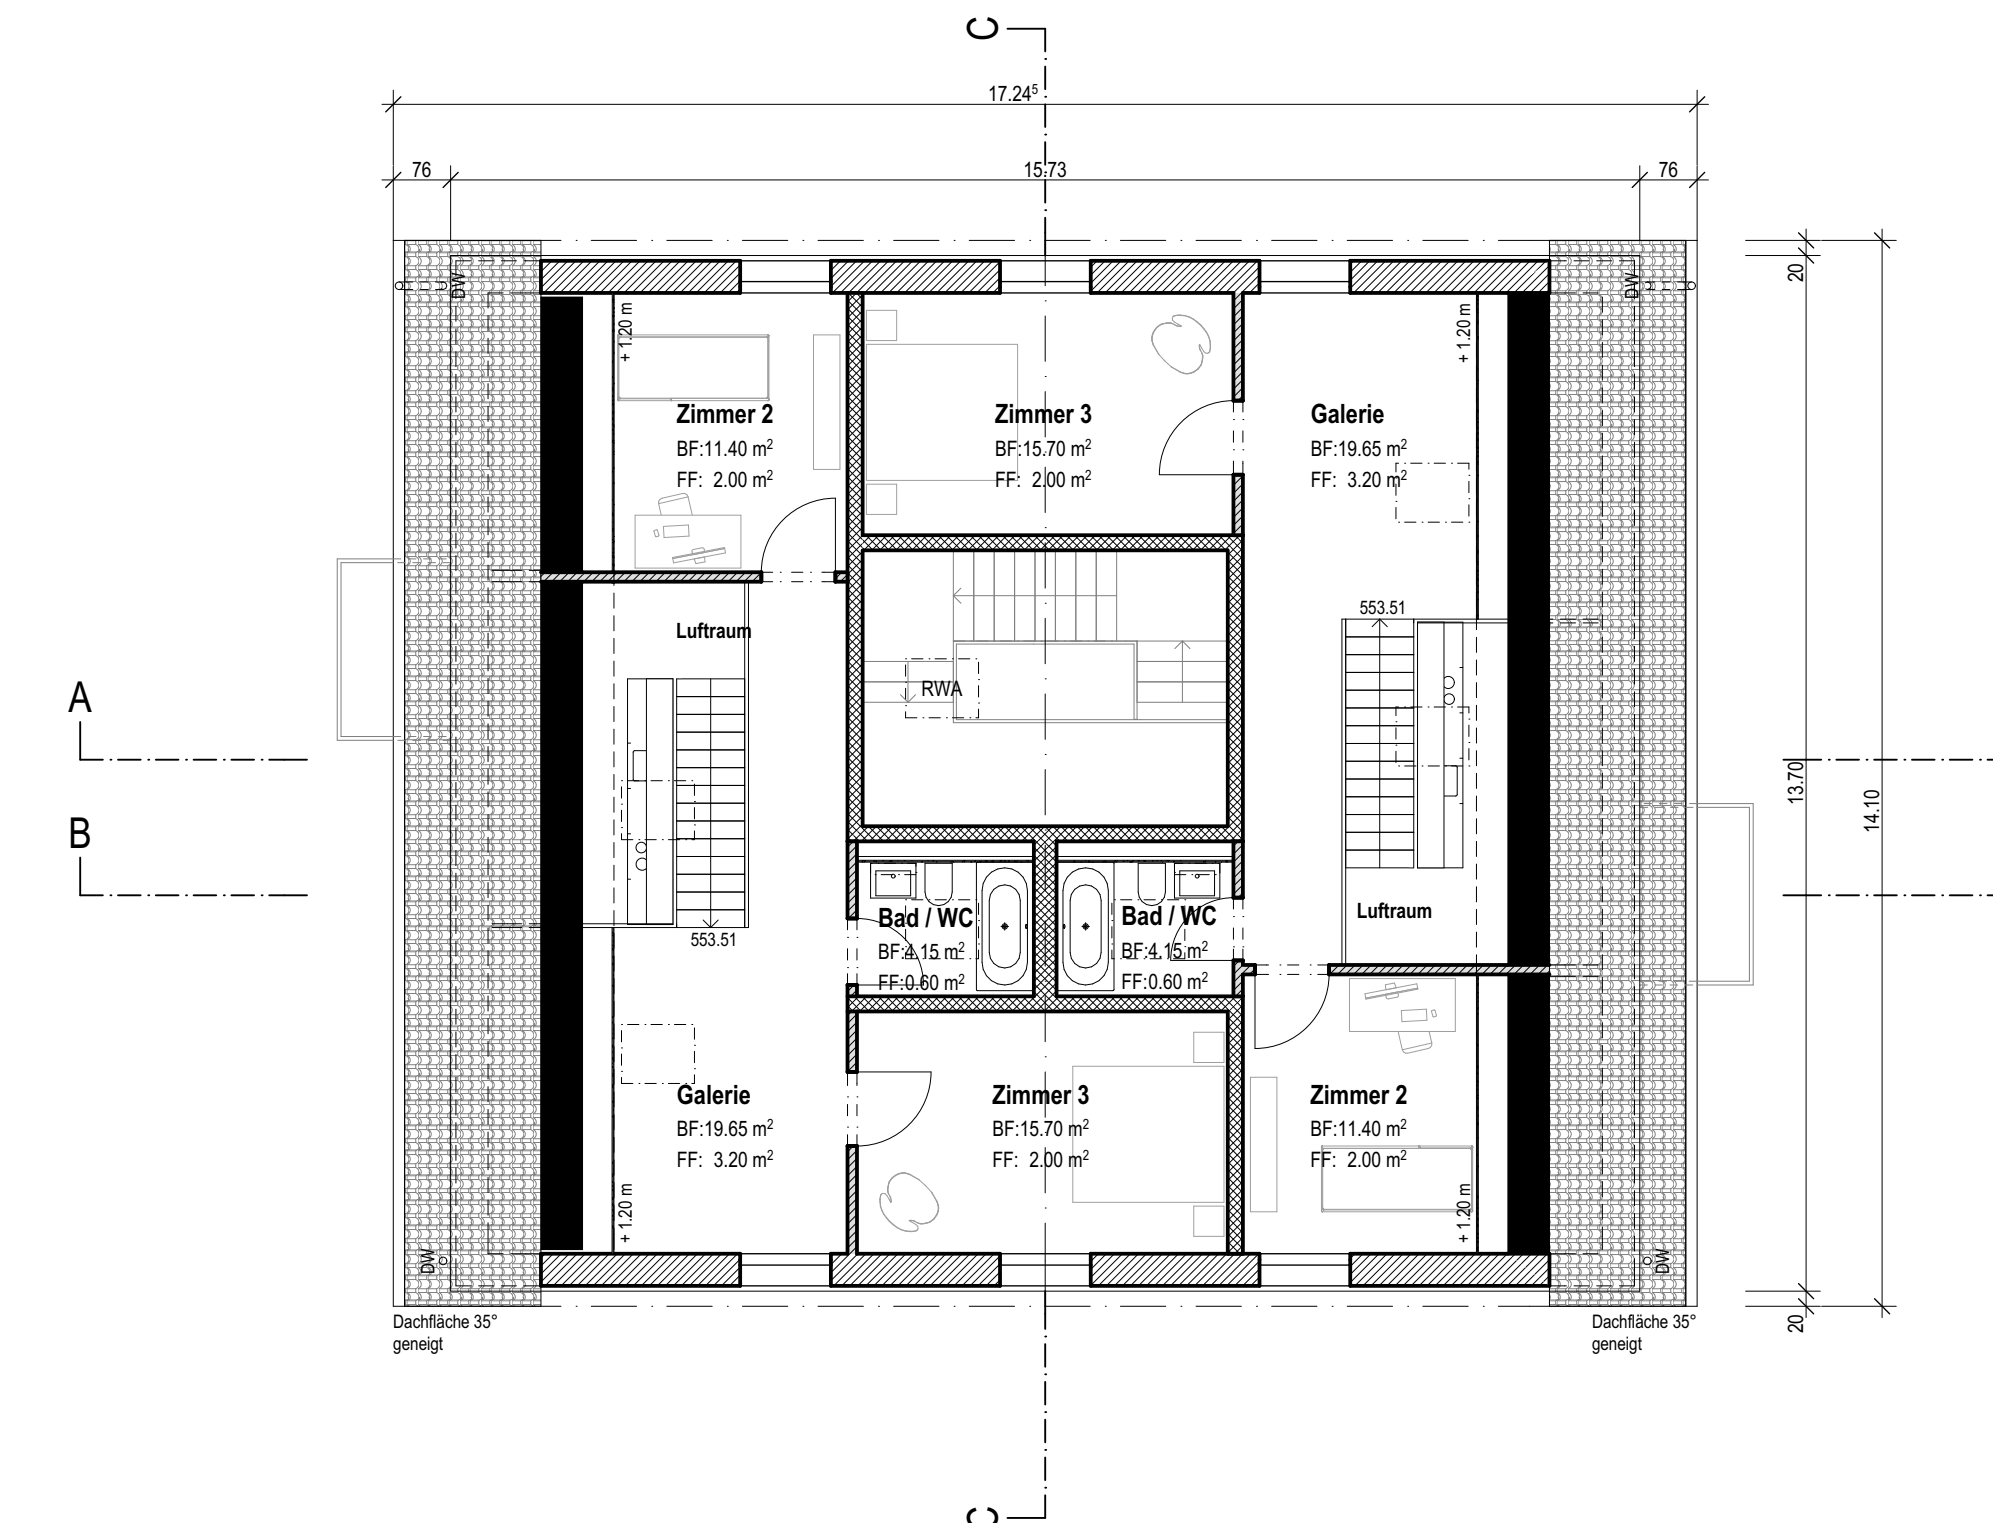 C
17.24⁵
76
15.73
76
DW
DW
20
+ 1.20 m
+ 1.20 m
Zimmer 2
BF:11.40 m²
FF: 2.00 m²
Zimmer 3
BF:15.70 m²
FF: 2.00 m²
Galerie
BF:19.65 m²
FF: 3.20 m²
Luftraum
553.51
RWA
A
B
13.70
14.10
553.51
Luftraum
Bad / WC
BF:4.15 m²
FF:0.60 m²
Bad / WC
BF:4.15 m²
FF:0.60 m²
Galerie
BF:19.65 m²
FF: 3.20 m²
Zimmer 3
BF:15.70 m²
FF: 2.00 m²
Zimmer 2
BF:11.40 m²
FF: 2.00 m²
+ 1.20 m
+ 1.20 m
DW
DW
20
Dachfläche 35°
geneigt
Dachfläche 35°
geneigt
C